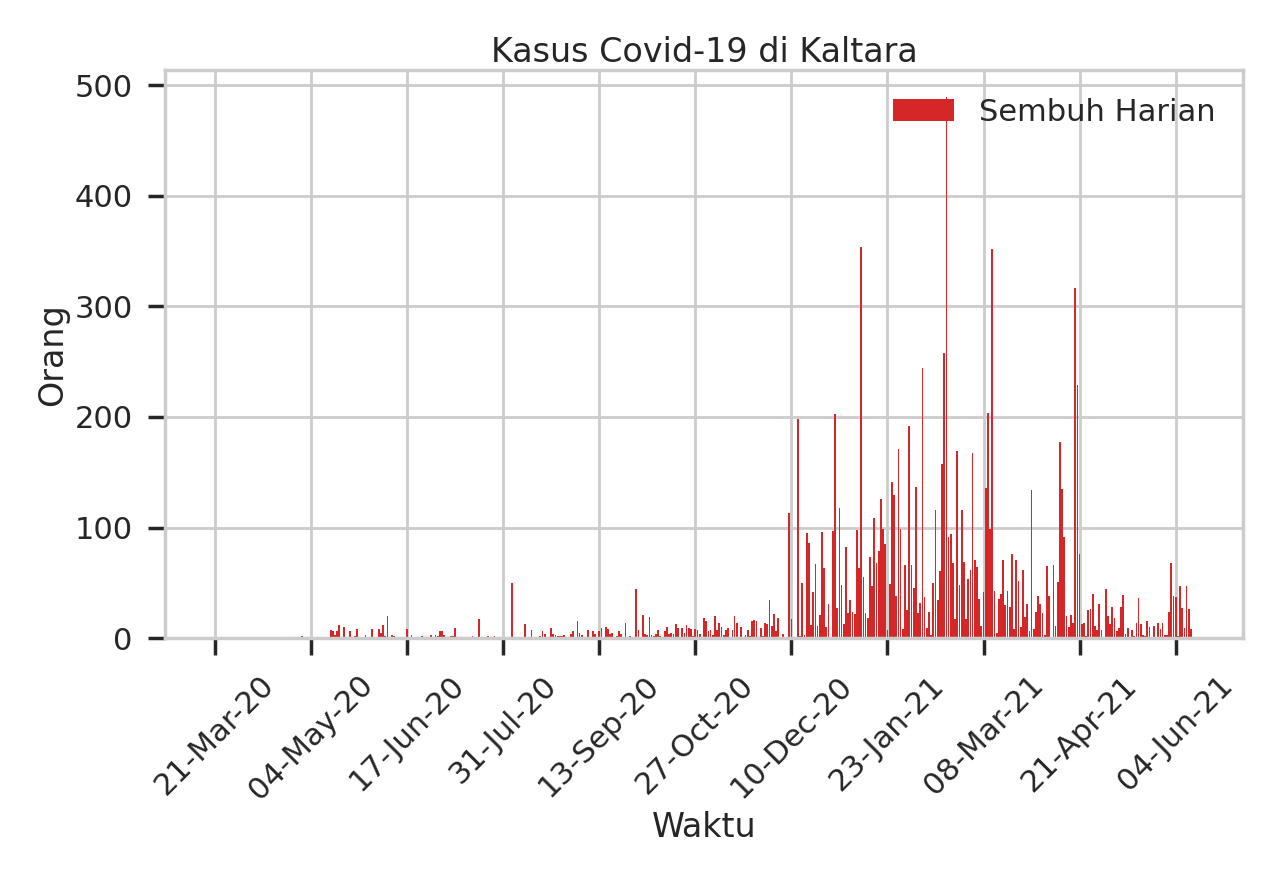 Kasus Covid-19 di Kaltara
Sembuh Harian
Orang
500
400
300
200
100
0
21-Mar-20
04-May-20
17-Jun-20
31-Jul-20
13-Sep-20
27-Oct-20
10-Dec-20
23-Jan-21
08-Mar-21
21-Apr-21
04-Jun-21
Waktu